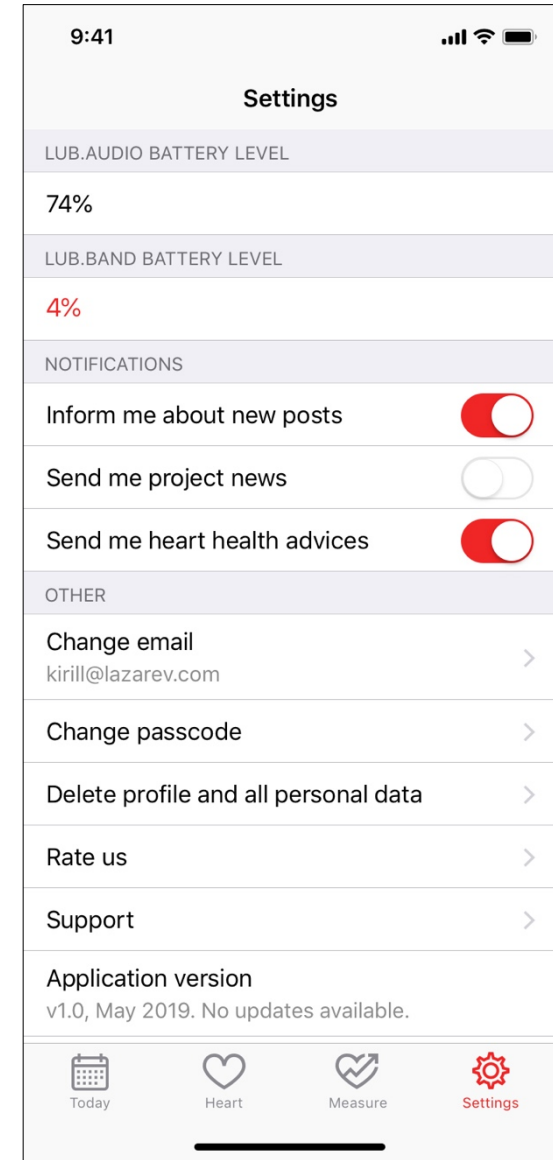 9:41
Settings
LUB.AUDIO BATTERY LEVEL
74%
LUB.BAND BATTERY LEVEL
4%
NOTIFICATIONS
Inform me about new posts
Send me project news
Send me heart health advices
OTHER
Change email
kirill@lazarev.com
Change passcode
Delete profile and all personal data
Rate us
Support
Application version
v1.0, May 2019. No updates available.
Today Heart Measure Settings